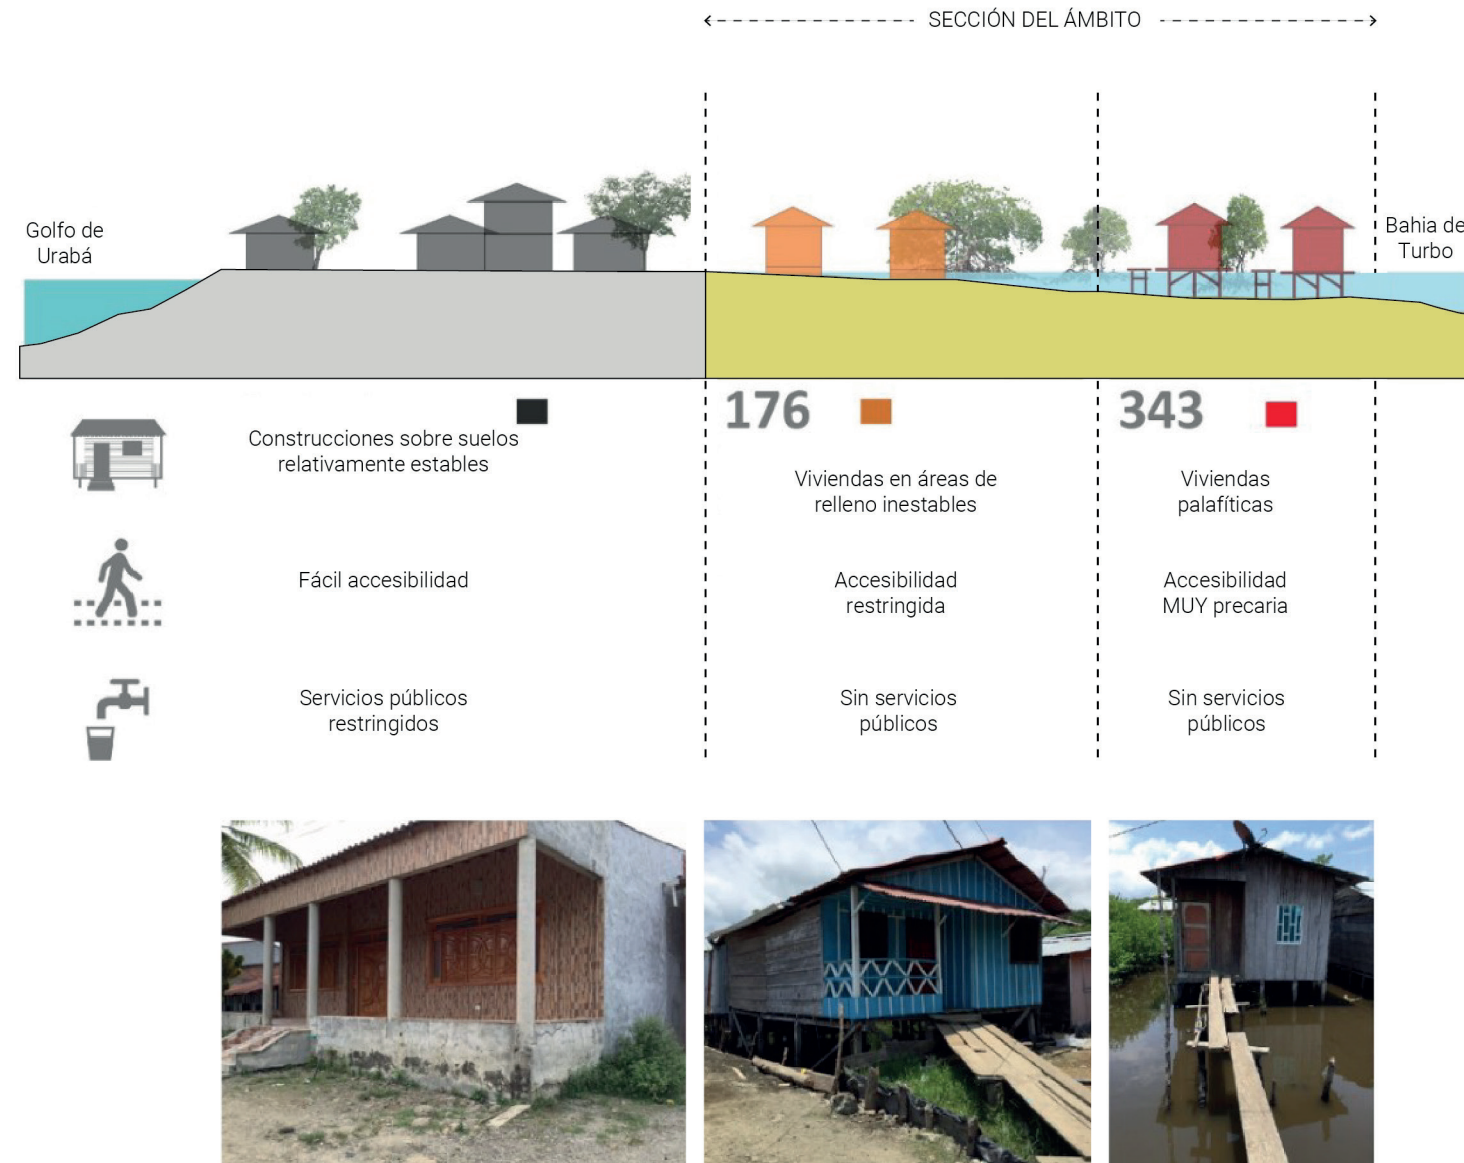 SECCIÓN DEL ÁMBITO
Golfo de
Urabá
Bahia de
Turbo
176
343
Construcciones sobre suelos
relativamente estables
Viviendas en áreas de
relleno inestables
Viviendas
palafíticas
Fácil accesibilidad
Accesibilidad
restringida
Accesibilidad
MUY precaria
Servicios públicos
restringidos
Sin servicios
públicos
Sin servicios
públicos